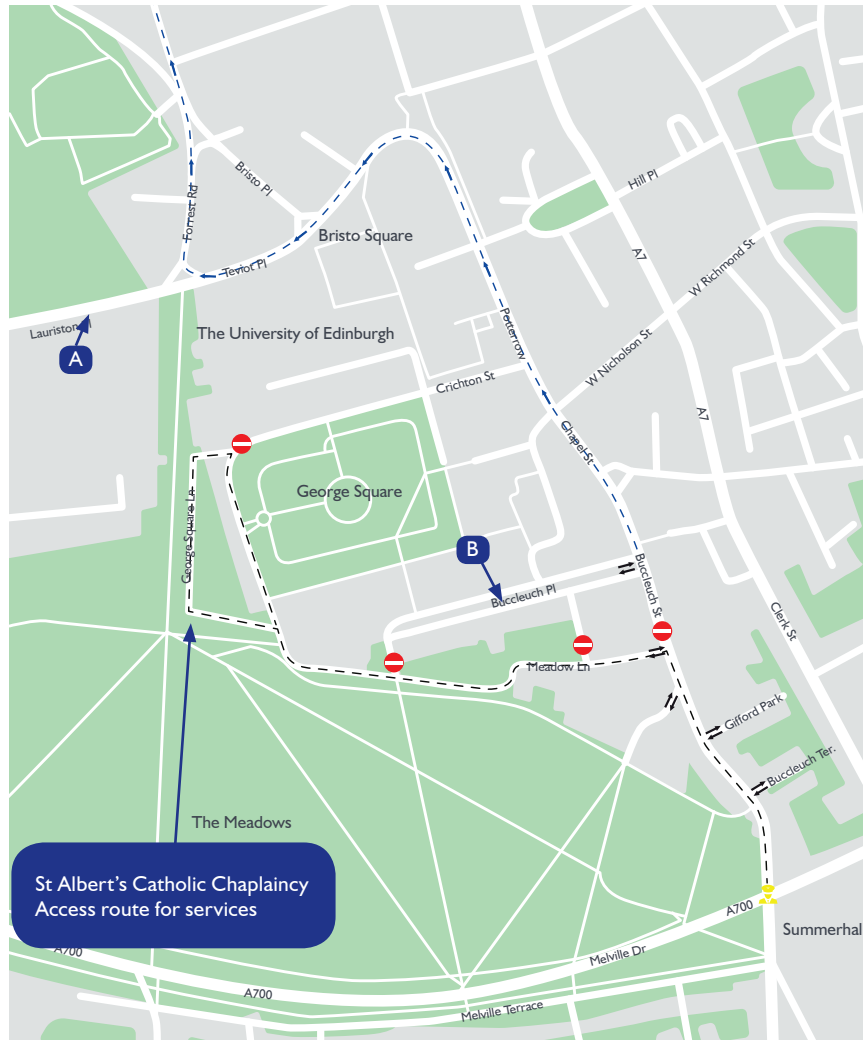 Bristo Pl
Hill Pl
Forrest Rd
Bristo Square
A7
W Richmond St
Teviot Pl
Lauriston Pl
A
The University of Edinburgh
Potterrow
W Nicholson St
Crichton St
A7
Chapel St
George Square
George Square Ln
B
Buccleuch Pl
Buccleuch St
Clerk St
Meadow Ln
Gifford Park
Buccleuch Ter.
The Meadows
St Albert's Catholic Chaplaincy
Access route for services
A700
Summerhal
A700
Melville Dr
A700
Melville Terrace